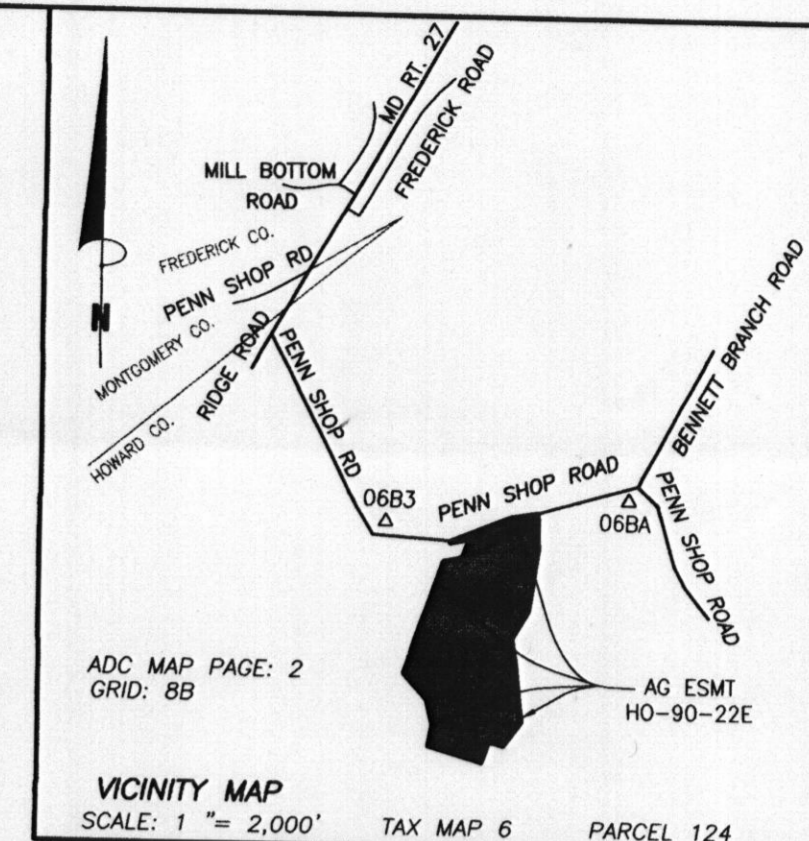 MD RT. 27
FREDERICK ROAD
MILL BOTTOM
ROAD
FREDERICK CO.
PENN SHOP RD
N
MONTGOMERY CO.
RIDGE ROAD
HOWARD CO.
PENN SHOP RD
BENNETT BRANCH ROAD
06B3
PENN SHOP ROAD
06BA
PENN SHOP ROAD
ADC MAP PAGE: 2
GRID: 8B
AG ESMT
HO-90-22E
VICINITY MAP
SCALE: 1 "= 2,000'
TAX MAP 6
PARCEL 124